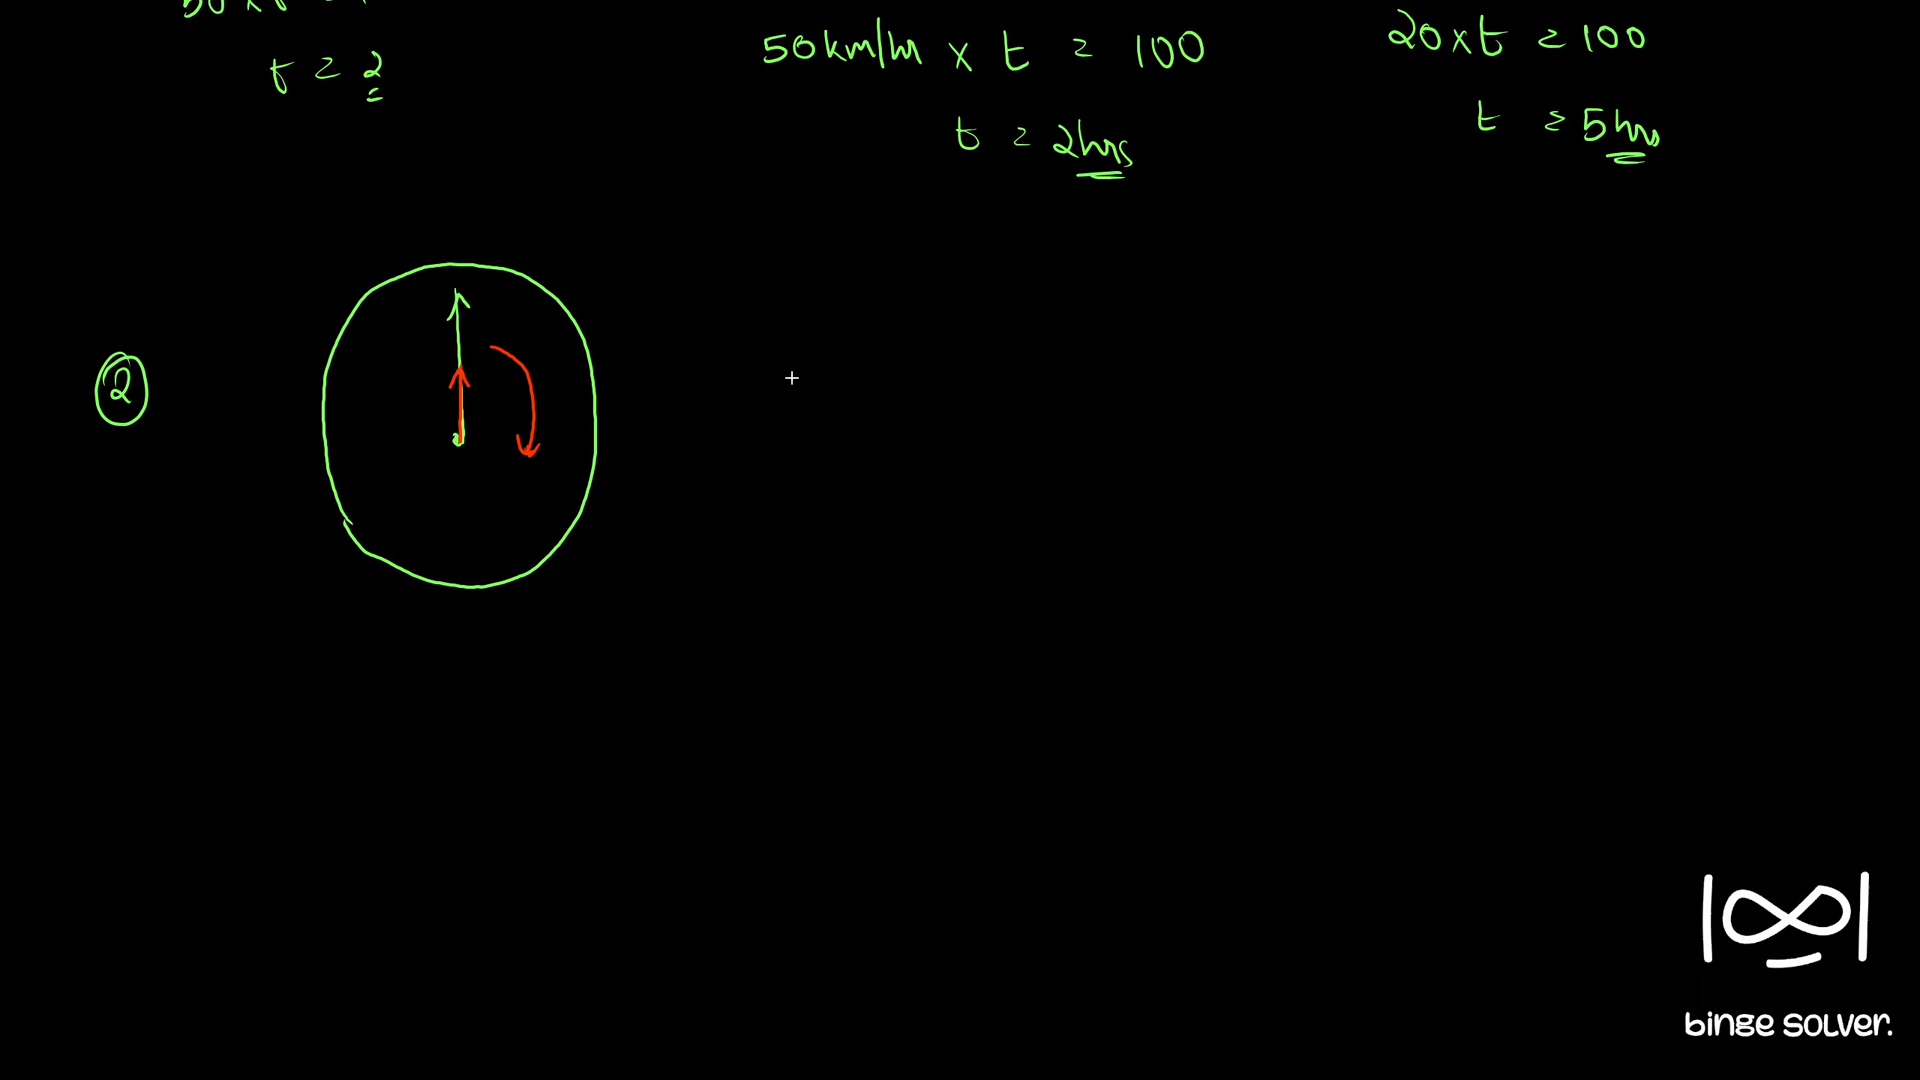 t = 2
50km/hr x t = 100
t = 2hrs
20 x t = 100
t = 5hrs
2
binge solver.